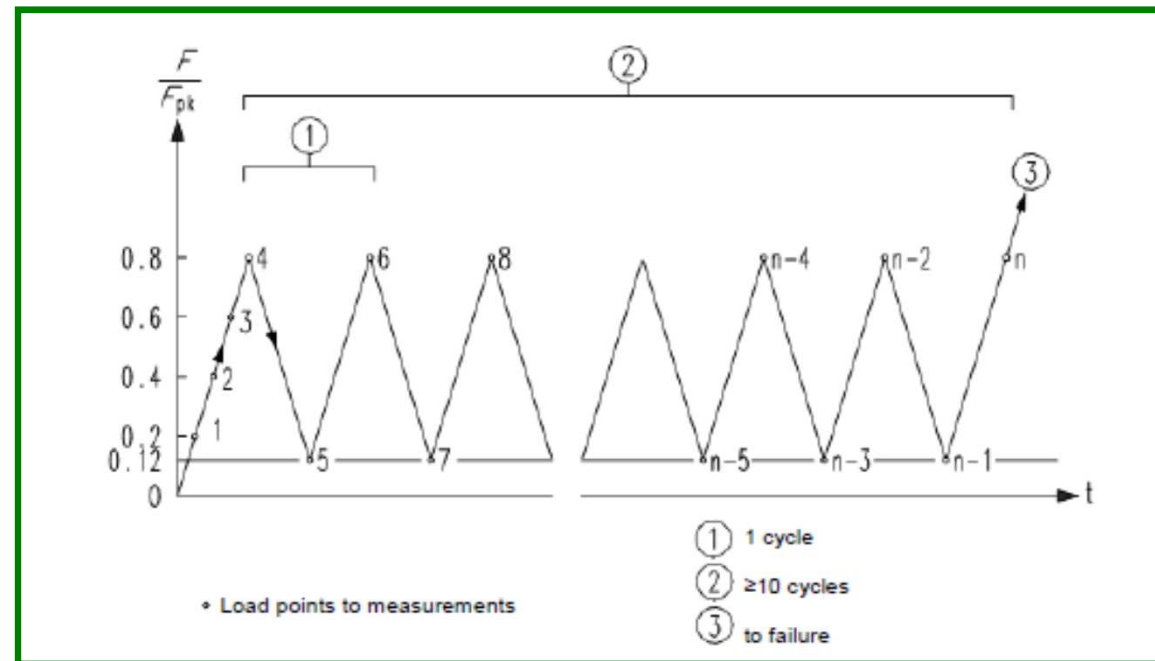 F
F pk
②
①
③
0.8
4
6
8
n-4
n-2
n
0.6
3
0.4
2
0.2
1
0.12
5
7
n-5
n-3
n-1
0
t
① 1 cycle
② ≥10 cycles
∘ Load points to measurements
③ to failure